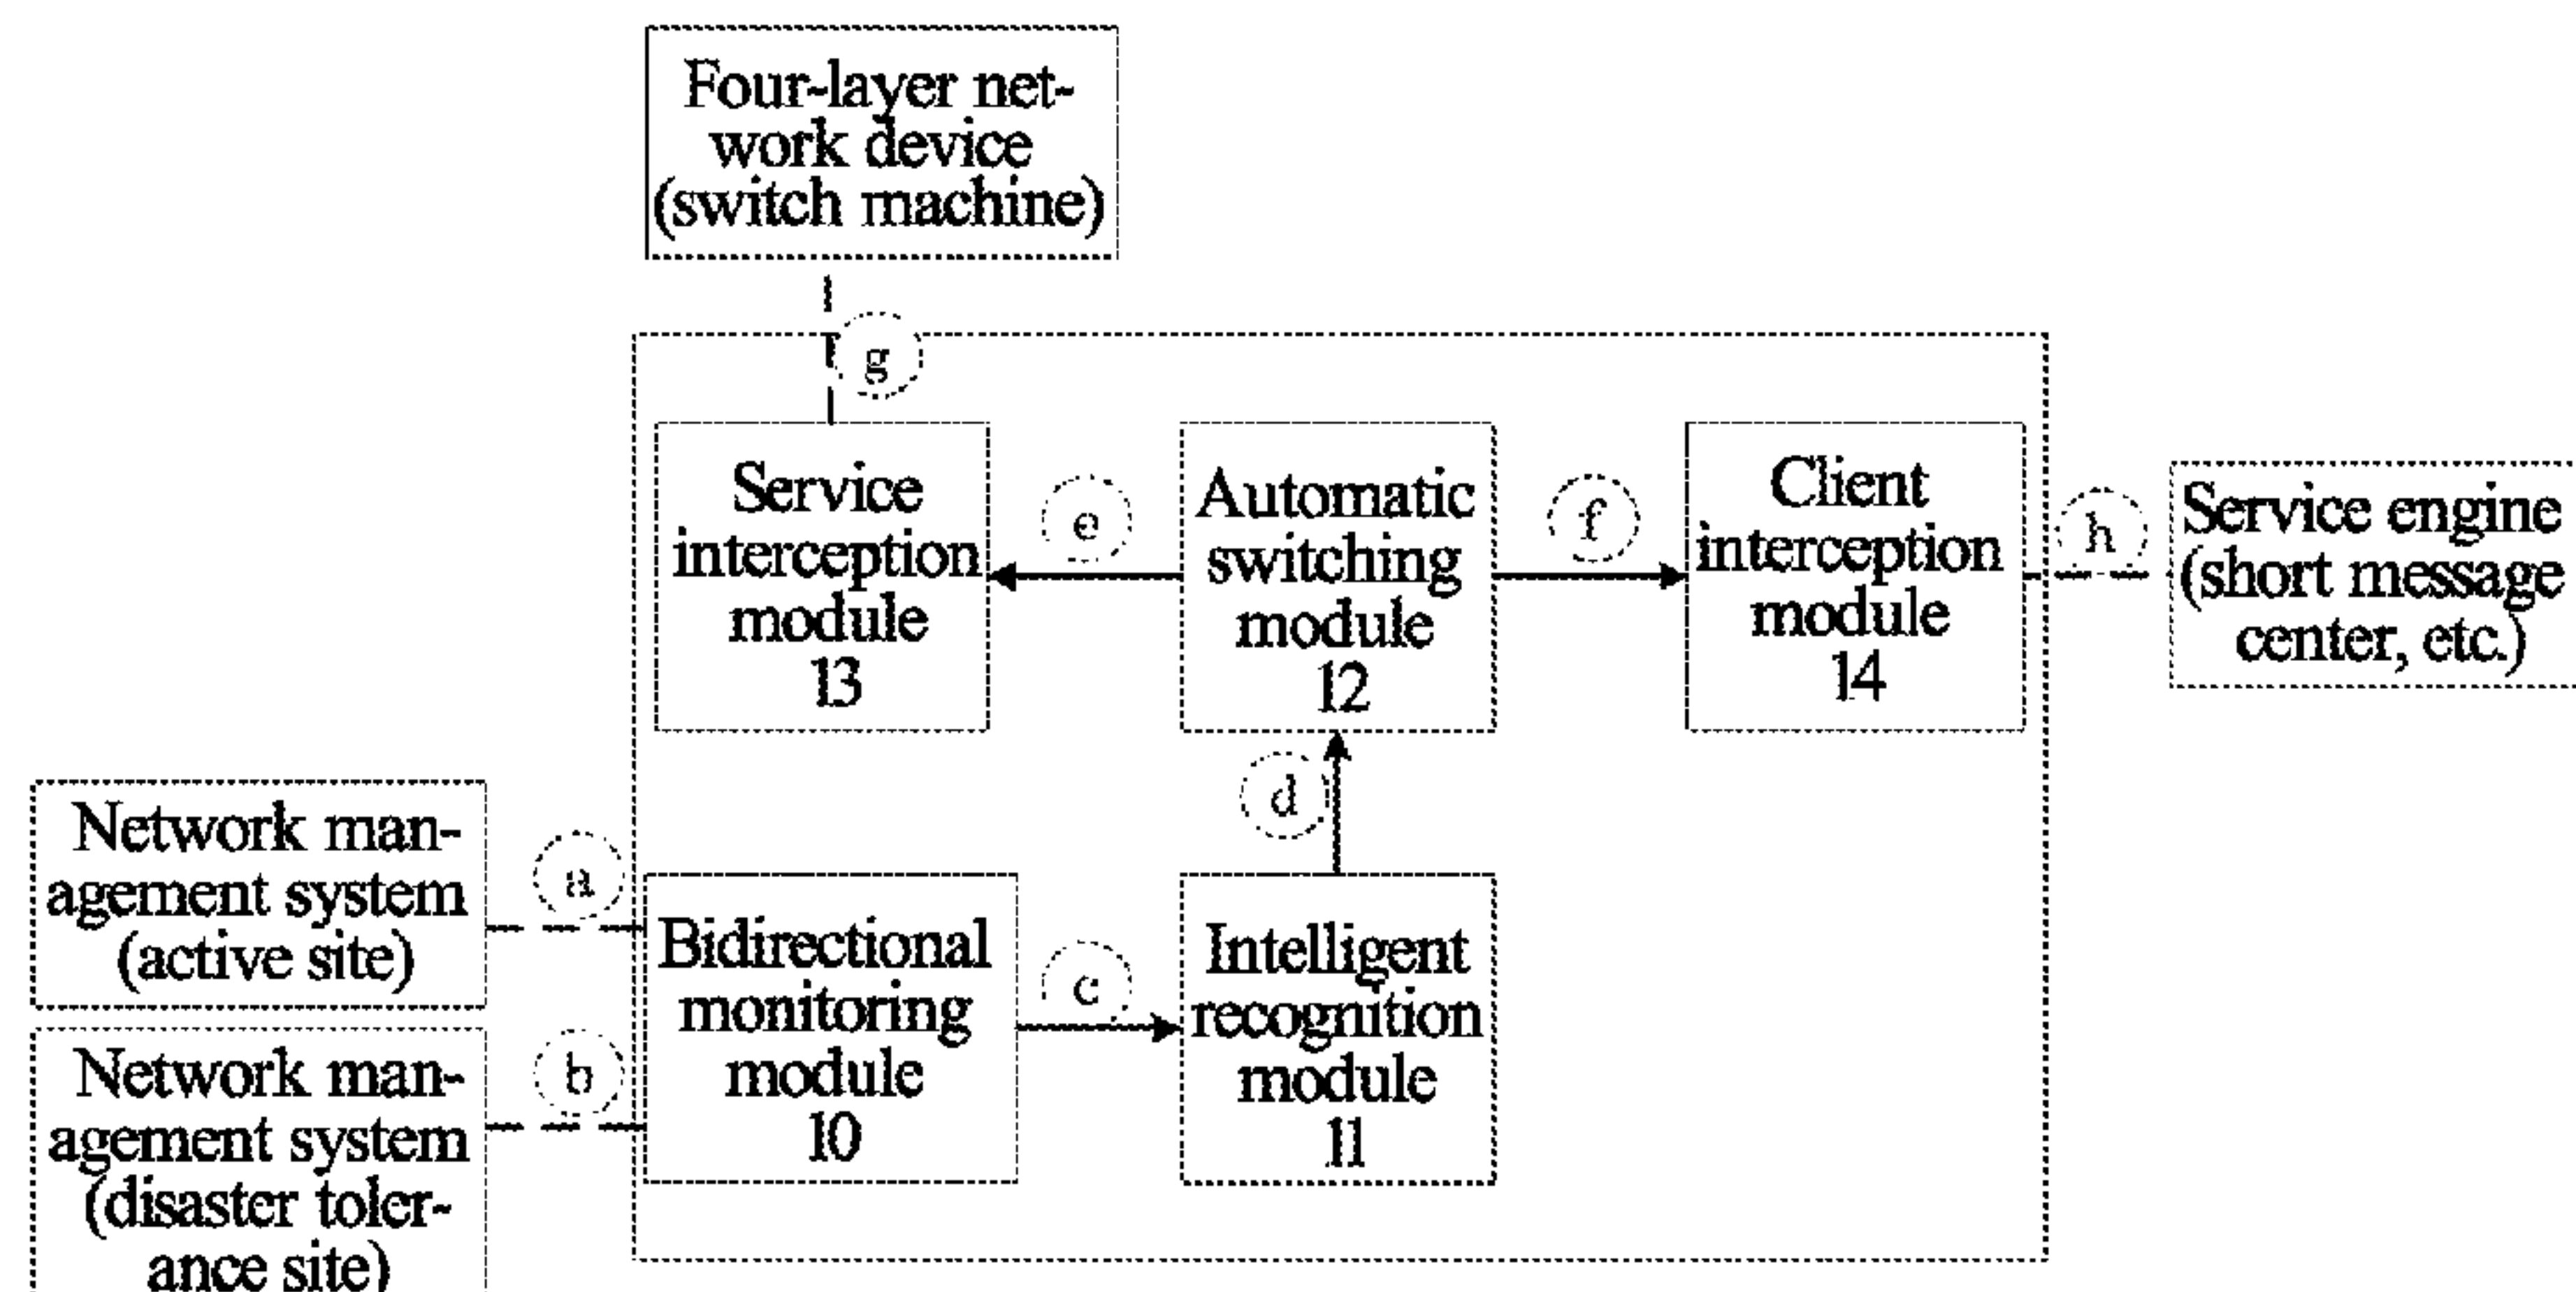 Four-layer net-
work device
(switch machine)
g
Service
interception
module
13
e
Automatic
switching
module
12
f
Client
interception
module
14
h
Service engine
(short message
center, etc.)
d
Network man-
agement system
(active site)
a
Bidirectional
monitoring
module
10
c
Intelligent
recognition
module
11
Network man-
agement system
(disaster toler-
ance site)
b